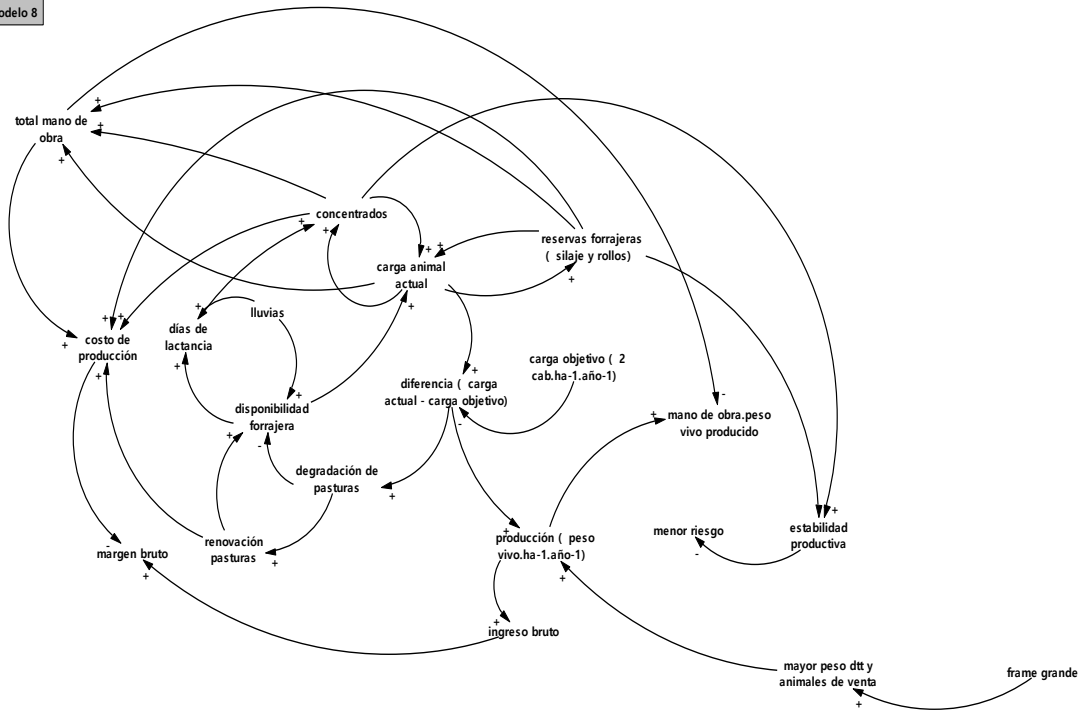 odelo 8
total mano de
obra
concentrados
reservas forrajeras
( silaje y rollos)
carga animal
actual
lluvias
días de
lactancia
costo de
producción
carga objetivo ( 2
cab.ha-1.año-1)
diferencia ( carga
actual - carga objetivo)
disponibilidad
forrajera
mano de obra.peso
vivo producido
degradación de
pasturas
menor riesgo
estabilidad
productiva
renovación
pasturas
producción ( peso
vivo.ha-1.año-1)
margen bruto
ingreso bruto
mayor peso dtt y
animales de venta
frame grande